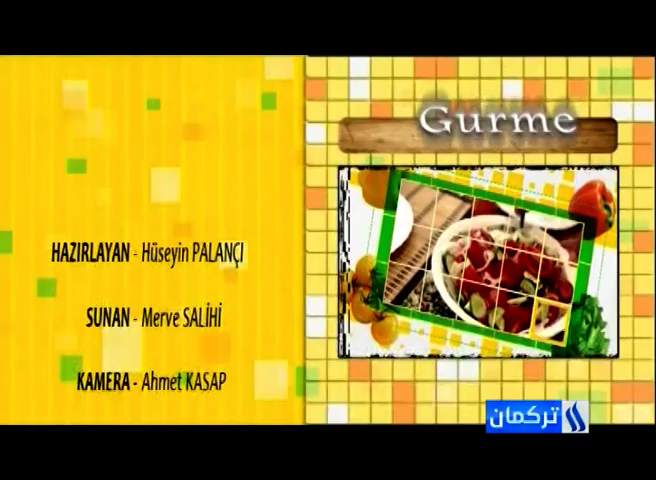 Gurme
HAZIRLAYAN - Hüseyin PALANÇI
SUNAN - Merve SALİHİ
KAMERA - Ahmet KASAP
تركمان